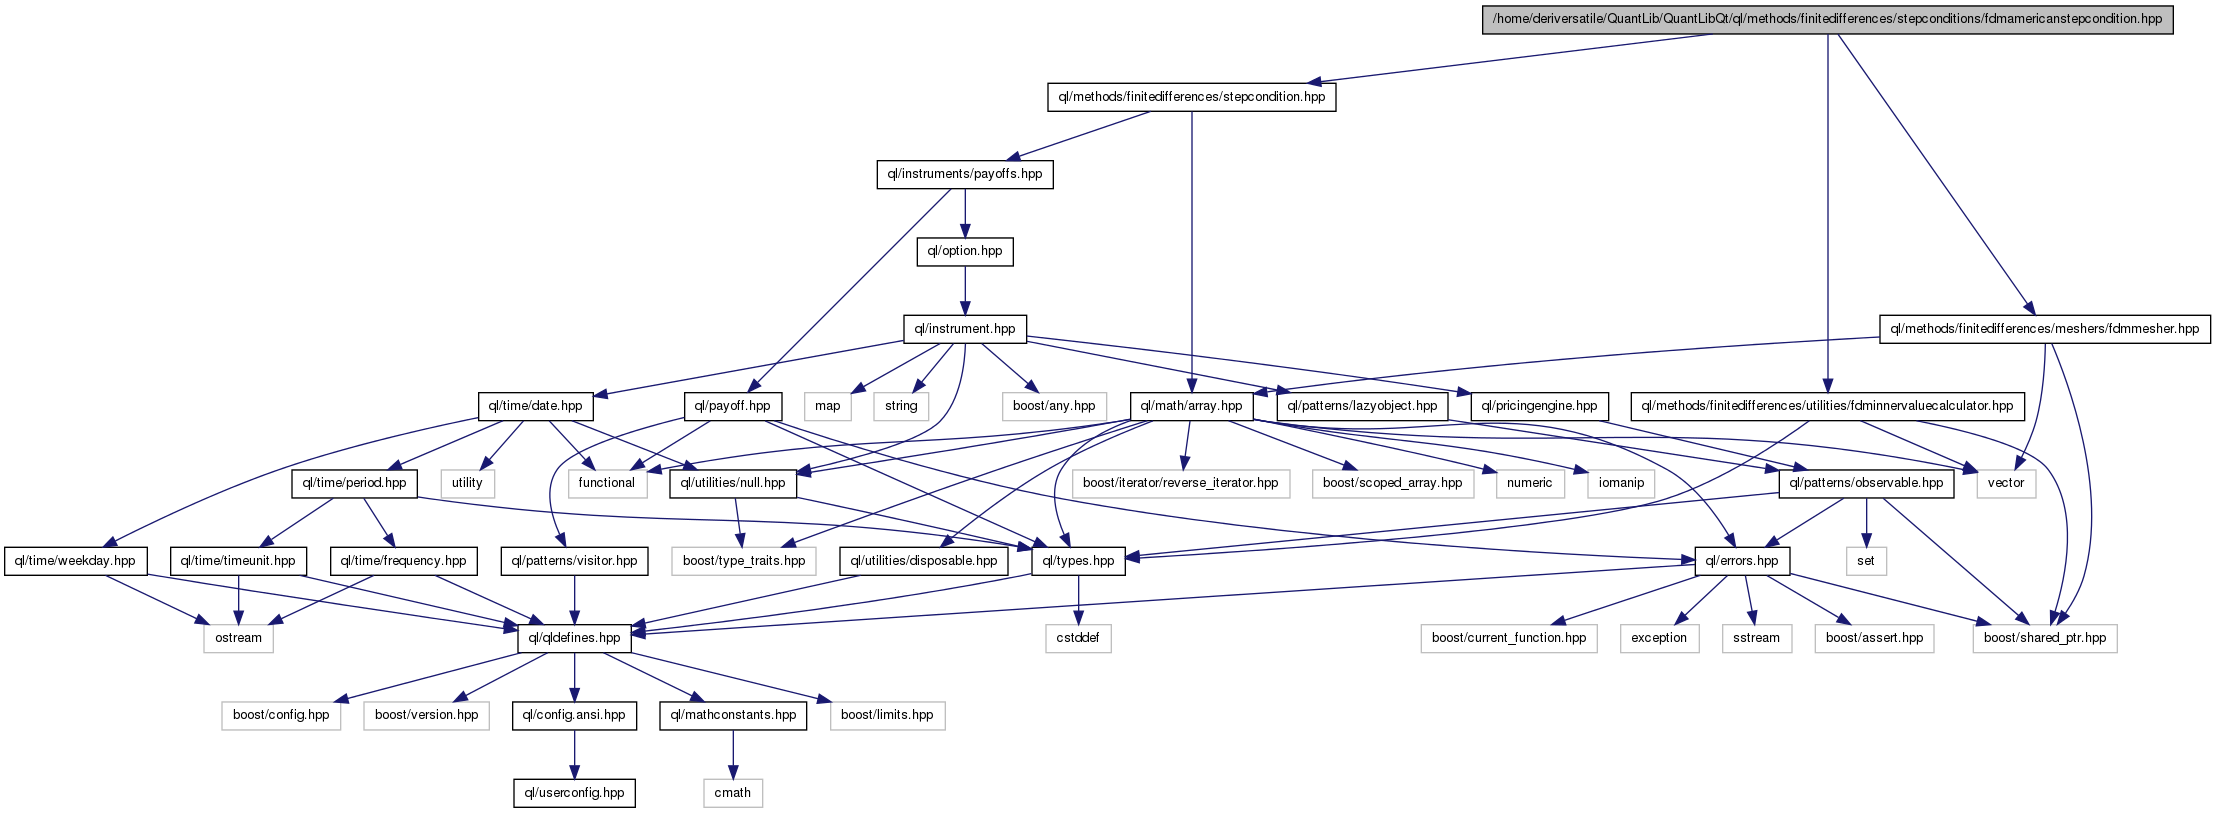 /home/deriversatile/QuantLib/QuantLibQt/ql/methods/finitedifferences/stepconditions/fdmamericanstepcondition.hpp
ql/methods/finitedifferences/stepcondition.hpp
ql/instruments/payoffs.hpp
ql/option.hpp
ql/instrument.hpp
ql/methods/finitedifferences/meshers/fdmmesher.hpp
ql/time/date.hpp
ql/payoff.hpp
map
string
boost/any.hpp
ql/math/array.hpp
ql/patterns/lazyobject.hpp
ql/pricingengine.hpp
ql/methods/finitedifferences/utilities/fdminnervaluecalculator.hpp
ql/time/period.hpp
utility
functional
ql/utilities/null.hpp
boost/iterator/reverse_iterator.hpp
boost/scoped_array.hpp
numeric
iomanip
ql/patterns/observable.hpp
vector
ql/time/weekday.hpp
ql/time/timeunit.hpp
ql/time/frequency.hpp
ql/patterns/visitor.hpp
boost/type_traits.hpp
ql/utilities/disposable.hpp
ql/types.hpp
ql/errors.hpp
set
ostream
ql/qldefines.hpp
cstddef
boost/current_function.hpp
exception
sstream
boost/assert.hpp
boost/shared_ptr.hpp
boost/config.hpp
boost/version.hpp
ql/config.ansi.hpp
ql/mathconstants.hpp
boost/limits.hpp
ql/userconfig.hpp
cmath